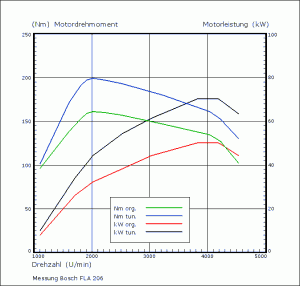 (Nm) Motordrehmoment Motorleistung (kW)
250 100
200 80
150 60
100 40
50 20
0 0
Nm org.
Nm tun.
kW org.
kW tun.
1000 2000 3000 4000 5000
Drehzahl (U/min)
Messung Bosch FLA 206